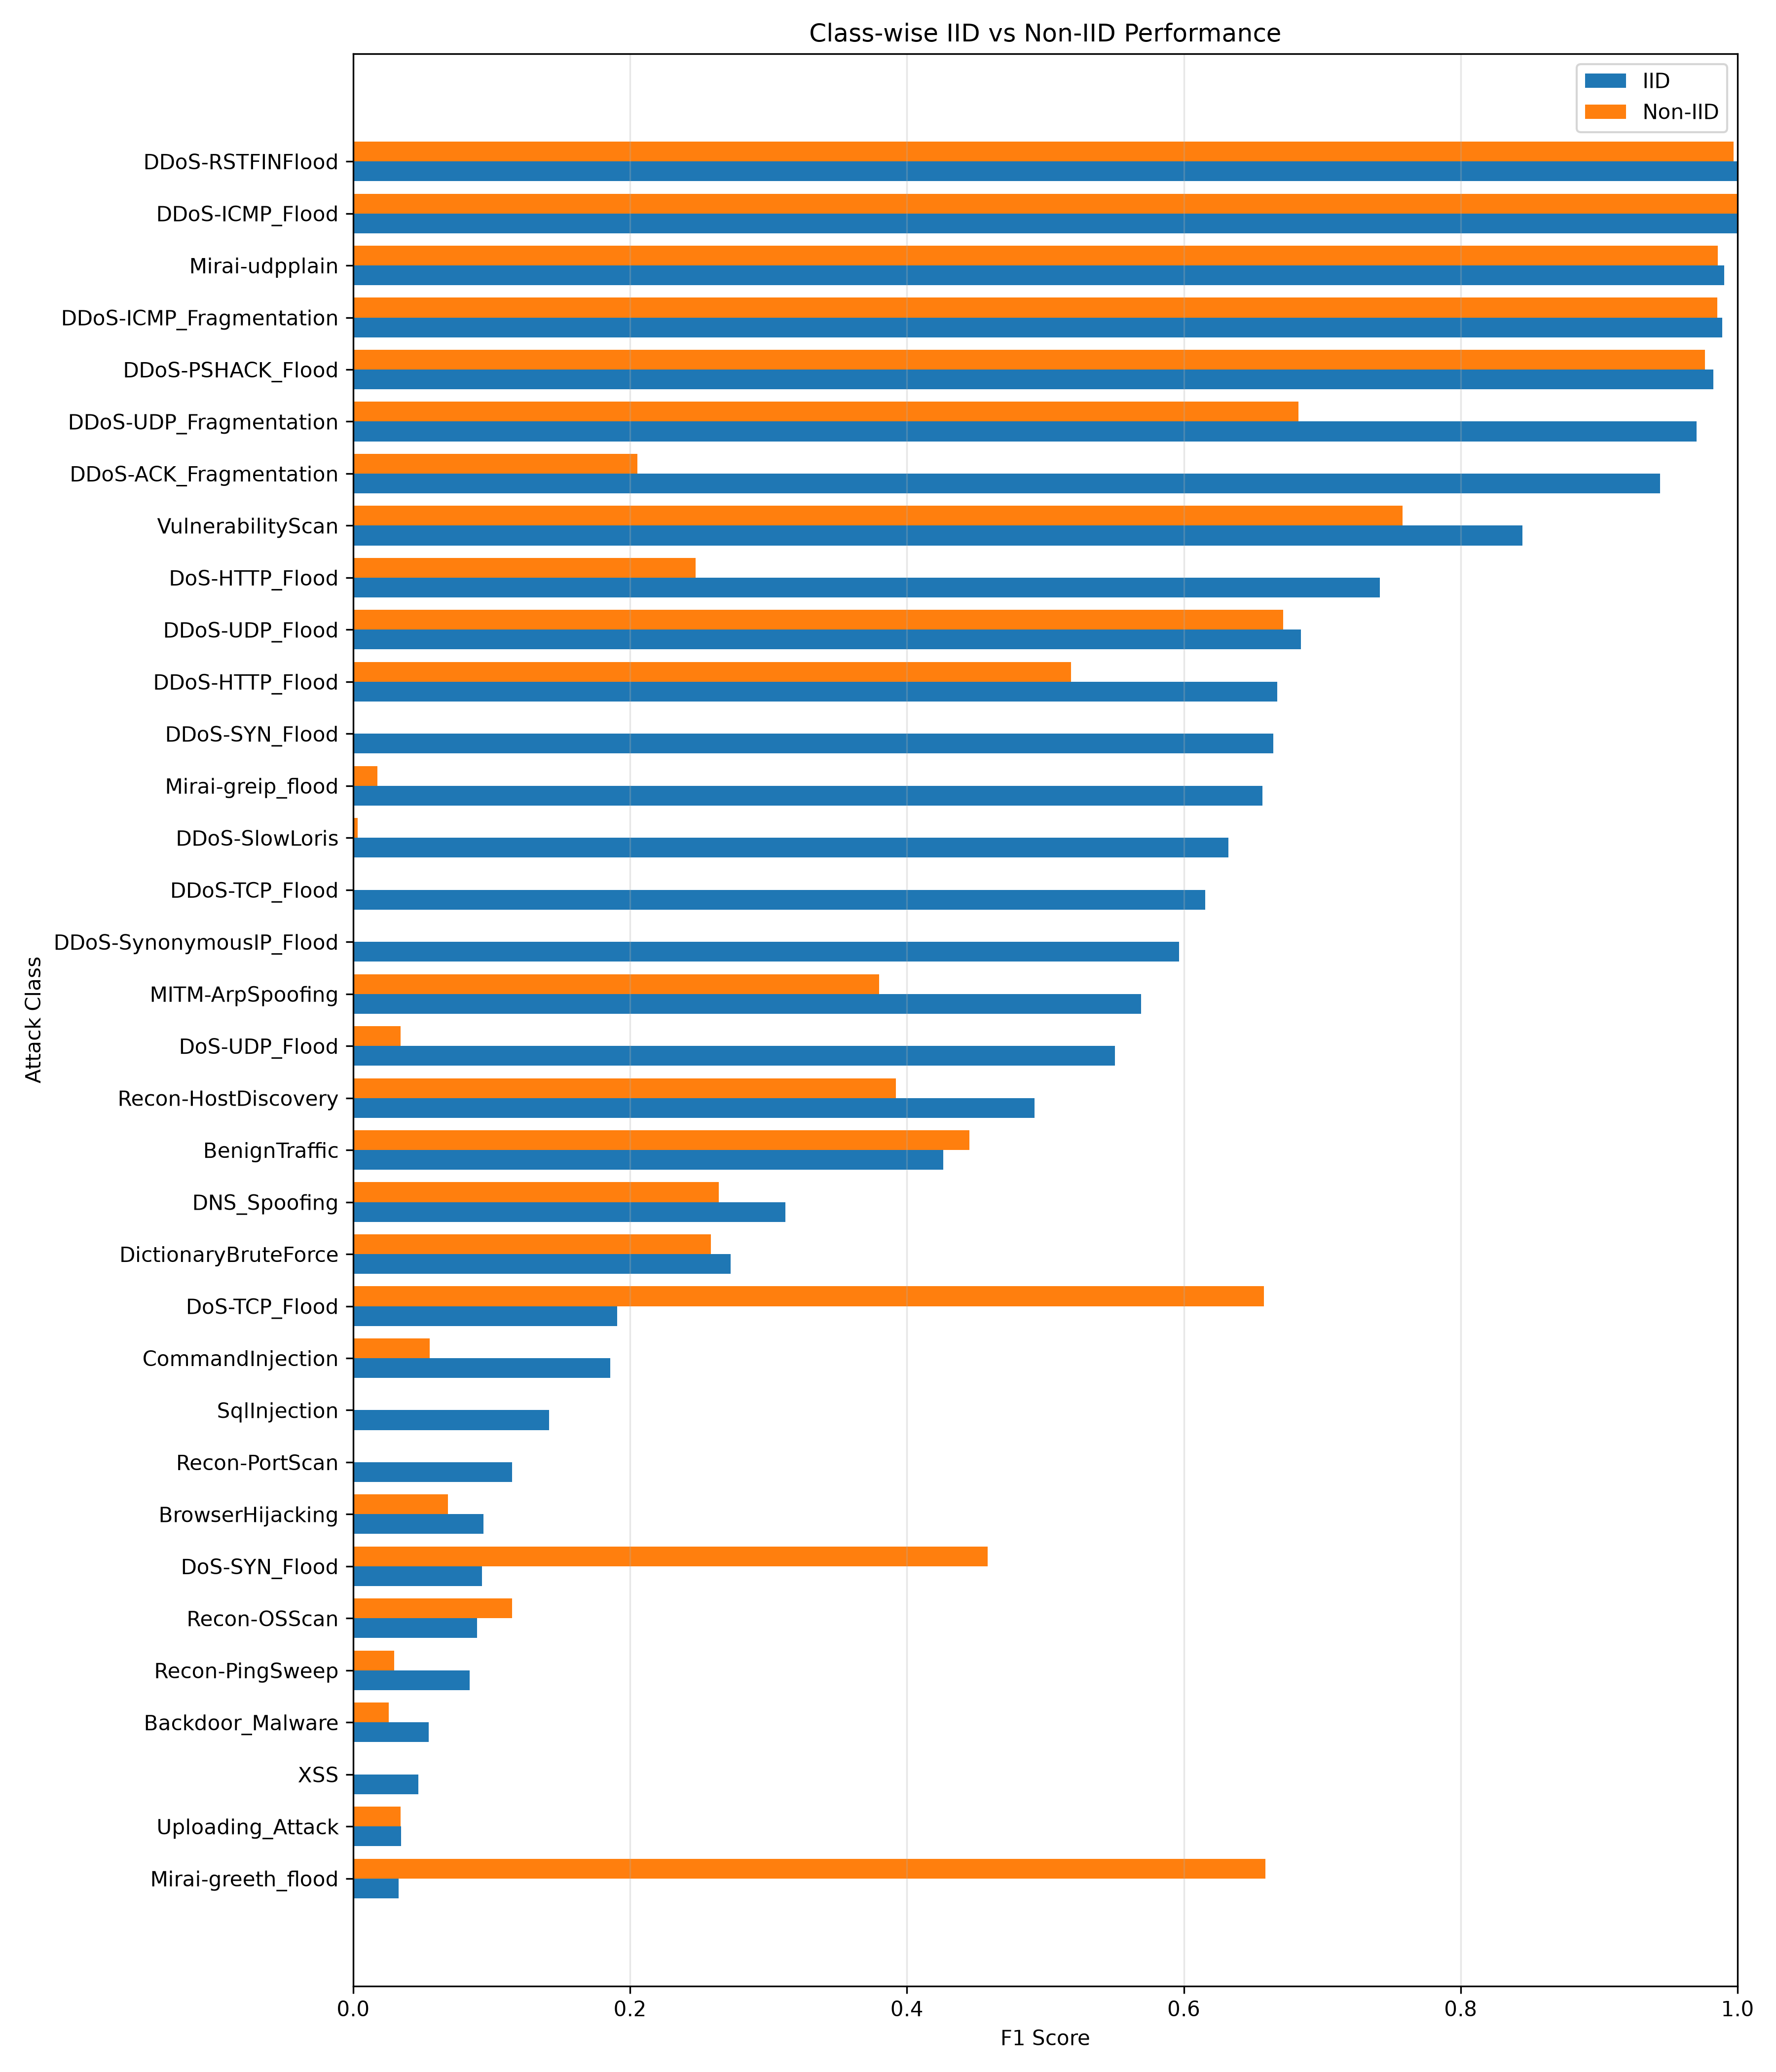 Class-wise IID vs Non-IID Performance
IID
Non-IID
DDoS-RSTFINFlood
DDoS-ICMP_Flood
Mirai-udpplain
DDoS-ICMP_Fragmentation
DDoS-PSHACK_Flood
DDoS-UDP_Fragmentation
DDoS-ACK_Fragmentation
VulnerabilityScan
DoS-HTTP_Flood
DDoS-UDP_Flood
DDoS-HTTP_Flood
DDoS-SYN_Flood
Mirai-greip_flood
DDoS-SlowLoris
DDoS-TCP_Flood
DDoS-SynonymousIP_Flood
MITM-ArpSpoofing
DoS-UDP_Flood
Recon-HostDiscovery
BenignTraffic
DNS_Spoofing
DictionaryBruteForce
DoS-TCP_Flood
CommandInjection
SqlInjection
Recon-PortScan
BrowserHijacking
DoS-SYN_Flood
Recon-OSScan
Recon-PingSweep
Backdoor_Malware
XSS
Uploading_Attack
Mirai-greeth_flood
Attack Class
0.0 0.2 0.4 0.6 0.8 1.0
F1 Score